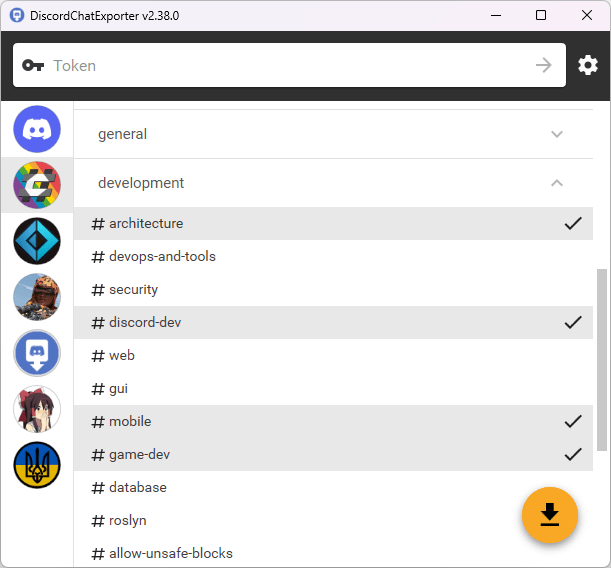 DiscordChatExporter v2.38.0
Token
general
development
# architecture
# devops-and-tools
# security
# discord-dev
# web
# gui
# mobile
# game-dev
# database
# roslyn
# allow-unsafe-blocks